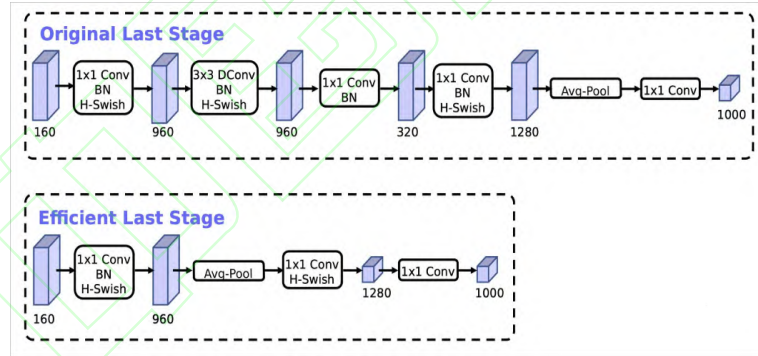 Original Last Stage
1x1 Conv
BN
H-Swish
3x3 DConv
BN
H-Swish
1x1 Conv
BN
1x1 Conv
BN
H-Swish
Avg-Pool
1x1 Conv
160
960
960
320
1280
1000
Efficient Last Stage
1x1 Conv
BN
H-Swish
Avg-Pool
1x1 Conv
H-Swish
1x1 Conv
160
960
1280
1000